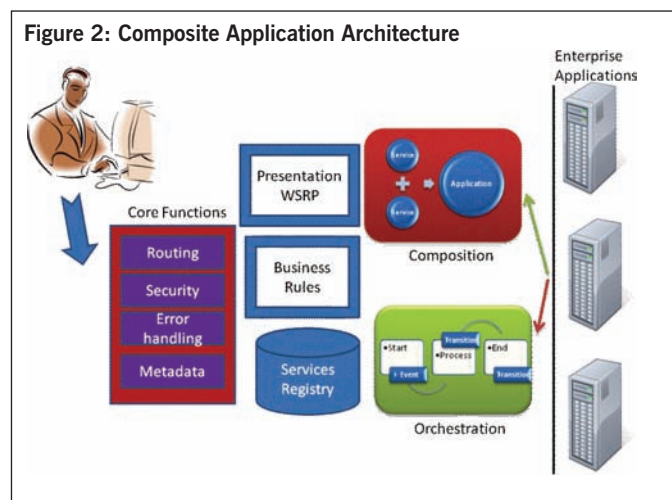 Figure 2: Composite Application Architecture
Enterprise
Applications
Core Functions
Routing
Security
Error
handling
Metadata
Presentation
WSRP
Business
Rules
Services
Registry
Service
Service
Application
Composition
•Start
Event
Transition
•Process
•End
Transition
Orchestration